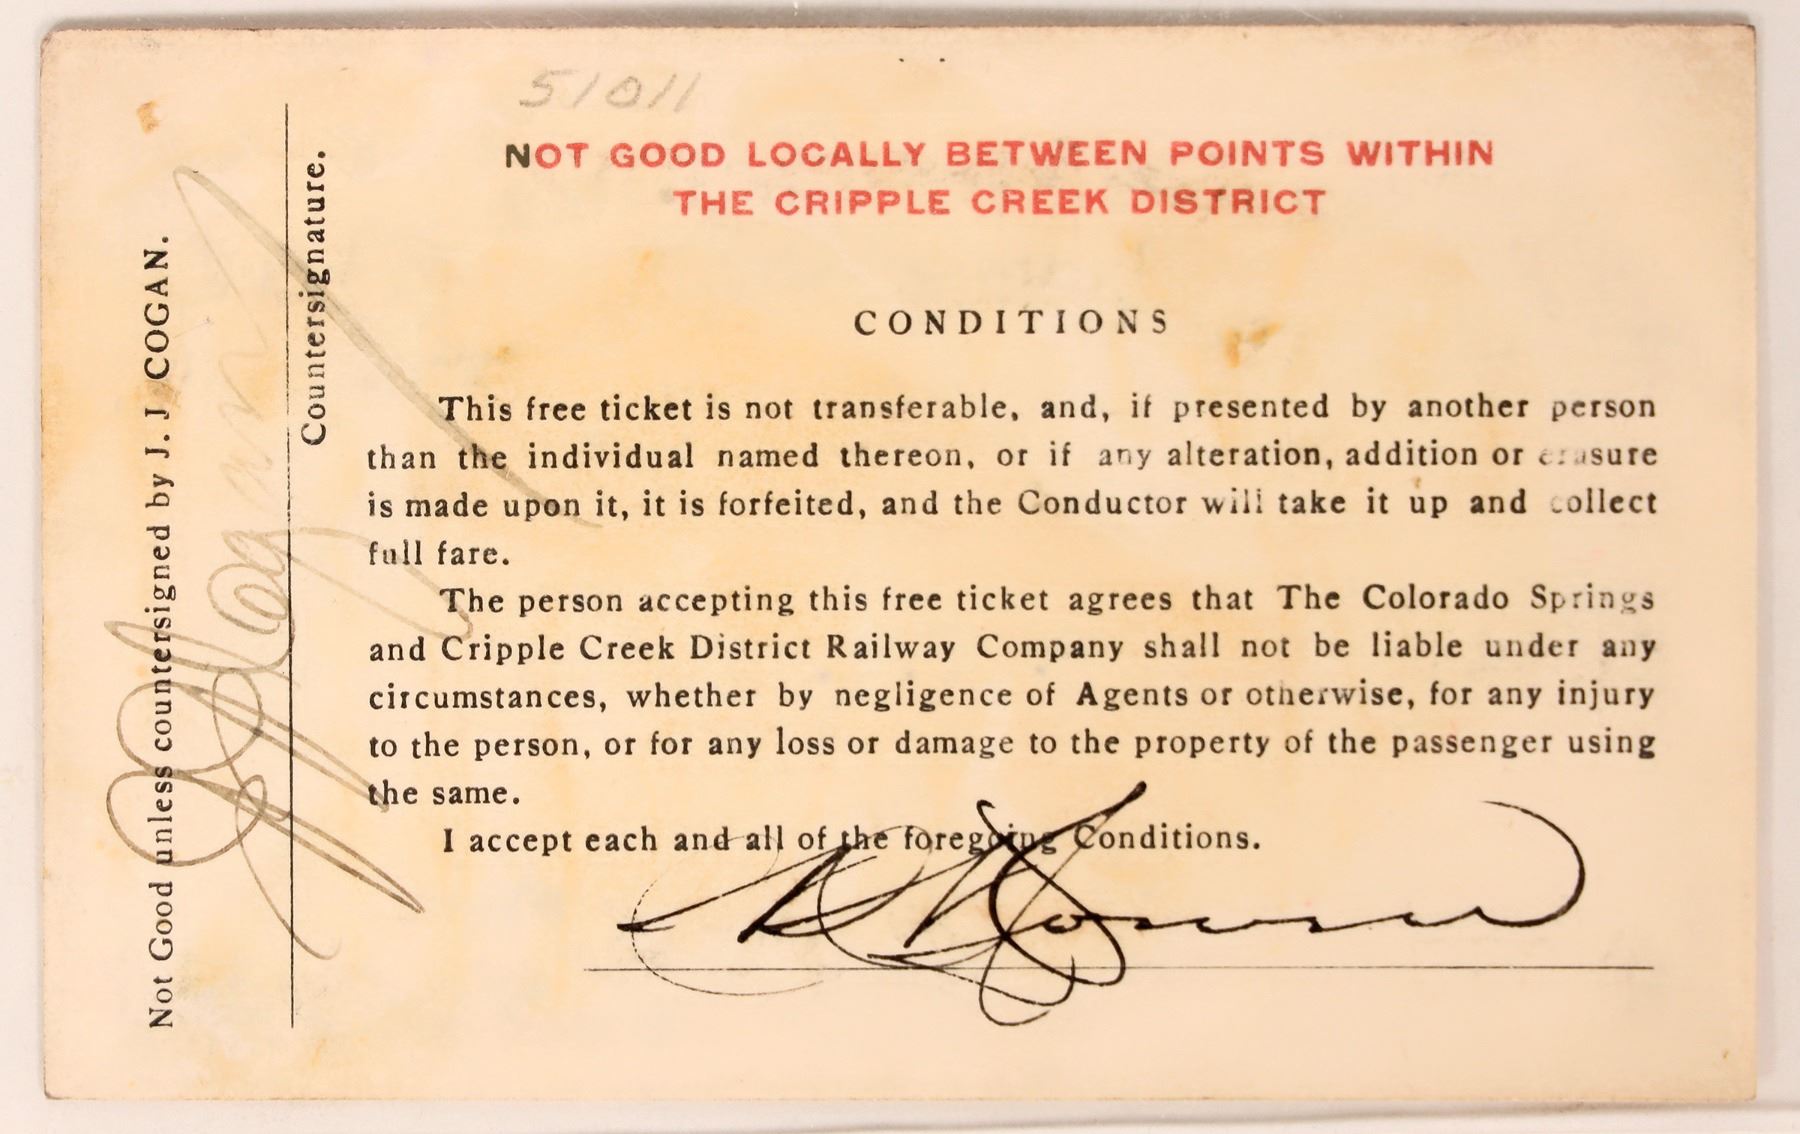 51011
NOT GOOD LOCALLY BETWEEN POINTS WITHIN
THE CRIPPLE CREEK DISTRICT
CONDITIONS
This free ticket is not transferable, and, if presented by another person
than the individual named thereon, or if any alteration, addition or erasure
is made upon it, it is forfeited, and the Conductor will take it up and collect
full fare.
The person accepting this free ticket agrees that The Colorado Springs
and Cripple Creek District Railway Company shall not be liable under any
circumstances, whether by negligence of Agents or otherwise, for any injury
to the person, or for any loss or damage to the property of the passenger using
the same.
I accept each and all of the foregoing Conditions.
Not Good unless countersigned by J. J. COGAN.
JJCogan
Countersignature.